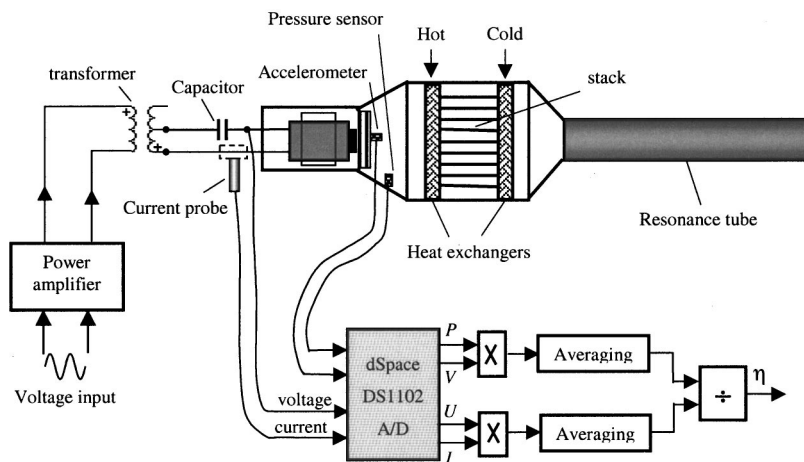 Pressure sensor
Hot
Cold
Accelerometer
transformer
Capacitor
stack
+
+
Current probe
Resonance tube
Heat exchangers
Power
amplifier
Voltage input
dSpace
DS1102
A/D
voltage
current
P
V
U
I
X
X
Averaging
Averaging
÷
η